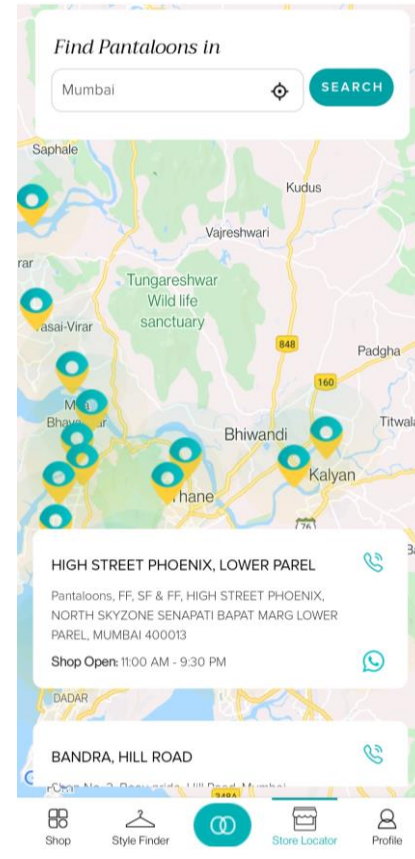 Find Pantaloons in
Mumbai
SEARCH
Saphale
Kudus
Vajreshwari
Tungareshwar
Wild life
sanctuary
848
Padgha
160
Bhiwandi
Titwala
Kalyan
Thane
HIGH STREET PHOENIX, LOWER PAREL
Pantaloons, FF, SF & FF, HIGH STREET PHOENIX,
NORTH SKYZONE SENAPATI BAPAT MARG LOWER
PAREL, MUMBAI 400013
Shop Open: 11:00 AM - 9:30 PM
DADAR
BANDRA, HILL ROAD
Shop
Style Finder
Store Locator
Profile